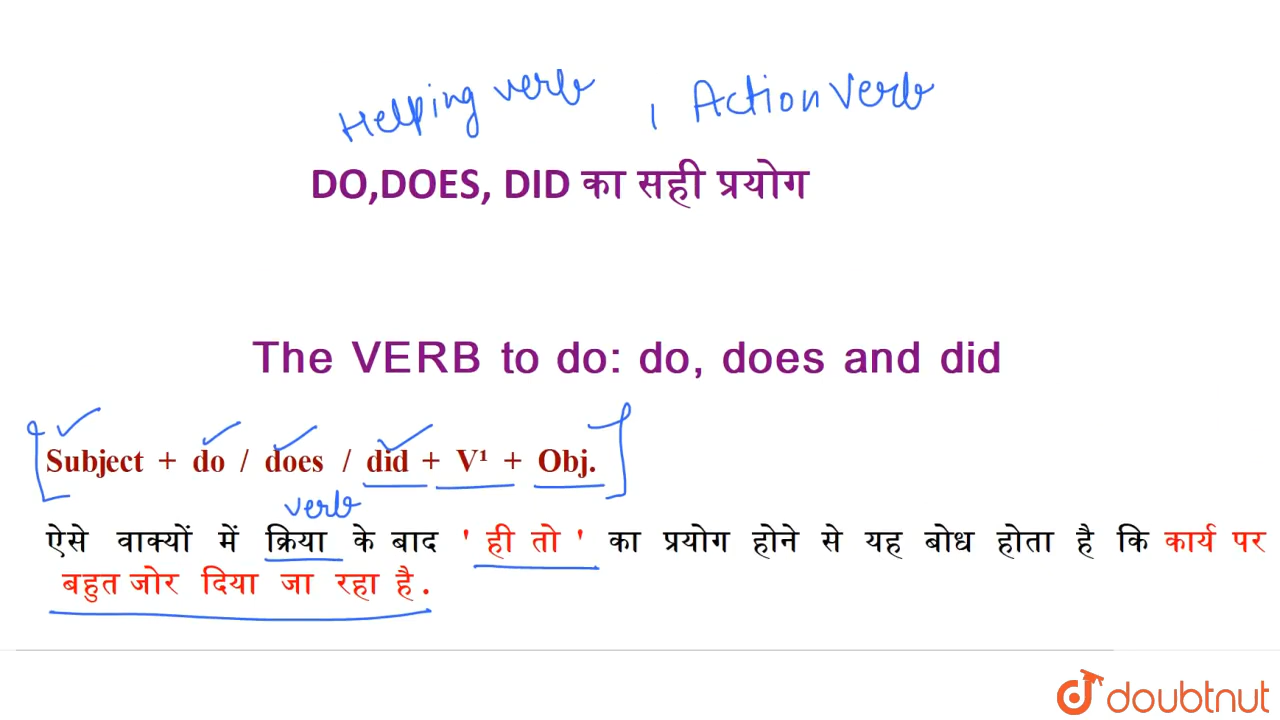 Helping verb , Action Verb
DO,DOES, DID का सही प्रयोग
The VERB to do: do, does and did
Subject + do / does / did + V¹ + Obj.
verb
ऐसे वाक्यों में क्रिया के बाद ' ही तो ' का प्रयोग होने से यह बोध होता है कि कार्य पर
बहुत जोर दिया जा रहा है.
doubtnut